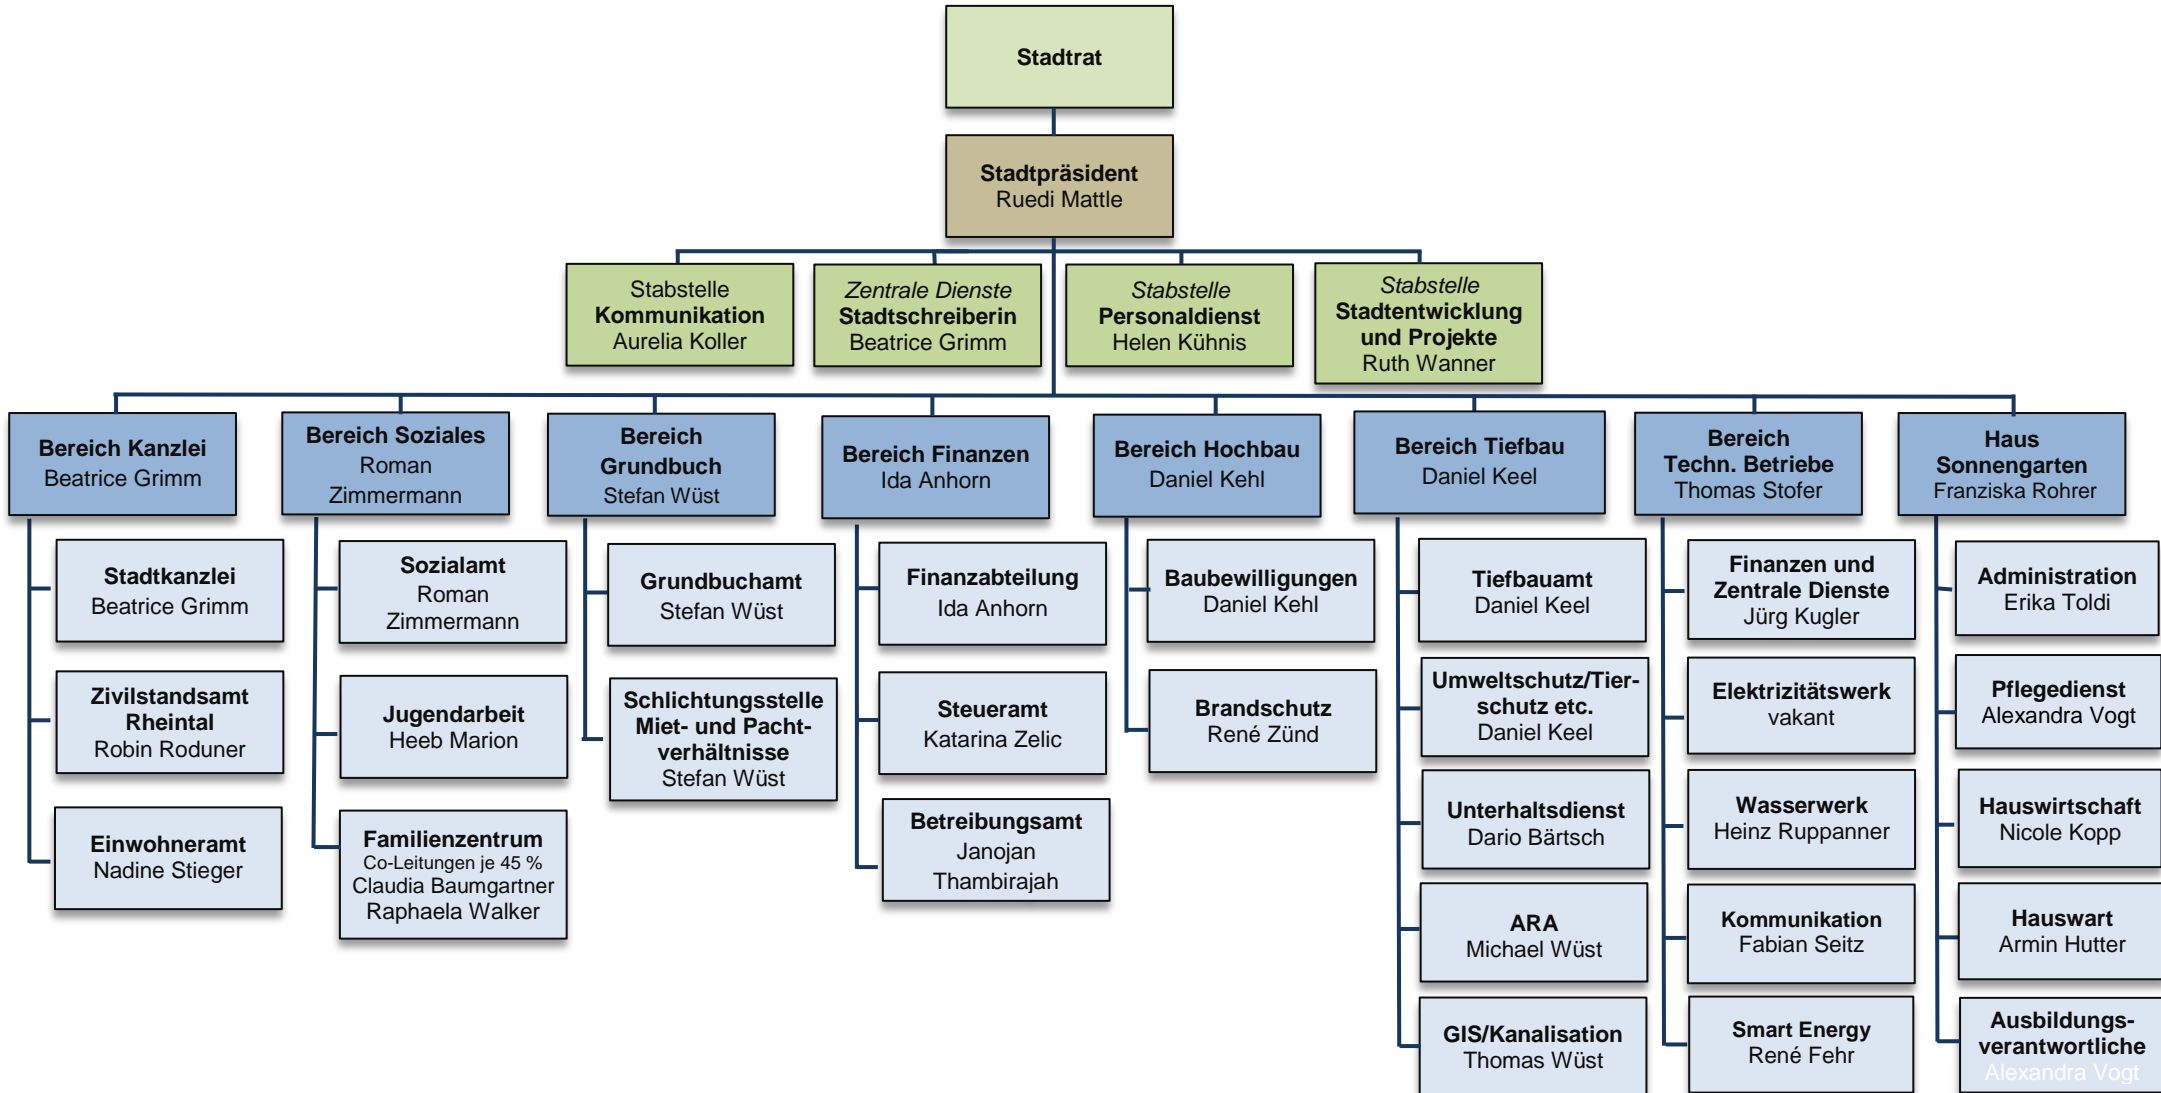 Stadtrat
Stadtpräsident
Ruedi Mattle
Stabstelle
Kommunikation
Aurelia Koller
Zentrale Dienste
Stadtschreiberin
Beatrice Grimm
Stabstelle
Personaldienst
Helen Kühnis
Stabstelle
Stadtentwicklung
und Projekte
Ruth Wanner
Bereich Kanzlei
Beatrice Grimm
Bereich Soziales
Roman
Zimmermann
Bereich
Grundbuch
Stefan Wüst
Bereich Finanzen
Ida Anhorn
Bereich Hochbau
Daniel Kehl
Bereich Tiefbau
Daniel Keel
Bereich
Techn. Betriebe
Thomas Stofer
Haus
Sonnengarten
Franziska Rohrer
Stadtkanzlei
Beatrice Grimm
Zivilstandsamt
Rheintal
Robin Roduner
Einwohneramt
Nadine Stieger
Sozialamt
Roman
Zimmermann
Jugendarbeit
Heeb Marion
Familienzentrum
Co-Leitungen je 45 %
Claudia Baumgartner
Raphaela Walker
Grundbuchamt
Stefan Wüst
Schlichtungsstelle
Miet- und Pacht-
verhältnisse
Stefan Wüst
Finanzabteilung
Ida Anhorn
Steueramt
Katarina Zelic
Betreibungsamt
Janojan
Thambirajah
Baubewilligungen
Daniel Kehl
Brandschutz
René Zünd
Tiefbauamt
Daniel Keel
Umweltschutz/Tier-
schutz etc.
Daniel Keel
Unterhaltsdienst
Dario Bärtsch
ARA
Michael Wüst
GIS/Kanalisation
Thomas Wüst
Finanzen und
Zentrale Dienste
Jürg Kugler
Elektrizitätswerk
vakant
Wasserwerk
Heinz Ruppanner
Kommunikation
Fabian Seitz
Smart Energy
René Fehr
Administration
Erika Toldi
Pflegedienst
Alexandra Vogt
Hauswirtschaft
Nicole Kopp
Hauswart
Armin Hutter
Ausbildungs-
verantwortliche
Alexandra Vogt